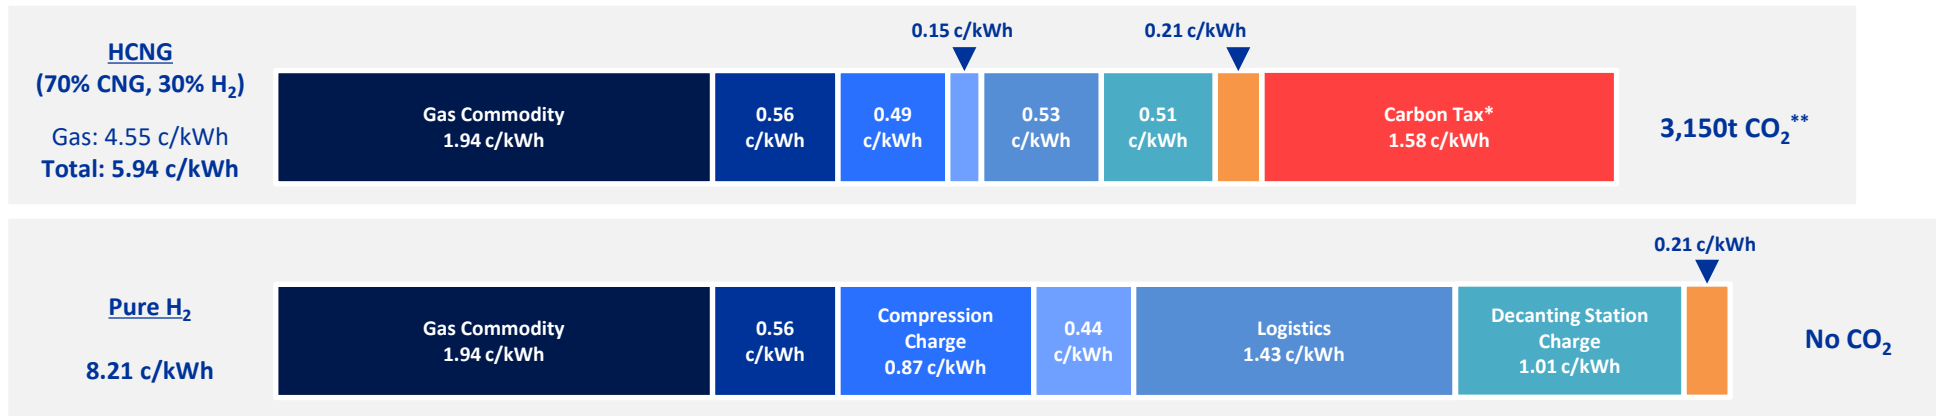 0.15 c/kWh
0.21 c/kWh
HCNG
(70% CNG, 30% H₂)
Gas: 4.55 c/kWh
Total: 5.94 c/kWh
Gas Commodity
1.94 c/kWh
0.56
c/kWh
0.49
c/kWh
0.53
c/kWh
0.51
c/kWh
Carbon Tax*
1.58 c/kWh
3,150t CO₂**
0.21 c/kWh
Pure H₂
8.21 c/kWh
Gas Commodity
1.94 c/kWh
0.56
c/kWh
Compression
Charge
0.87 c/kWh
0.44
c/kWh
Logistics
1.43 c/kWh
Decanting Station
Charge
1.01 c/kWh
No CO₂